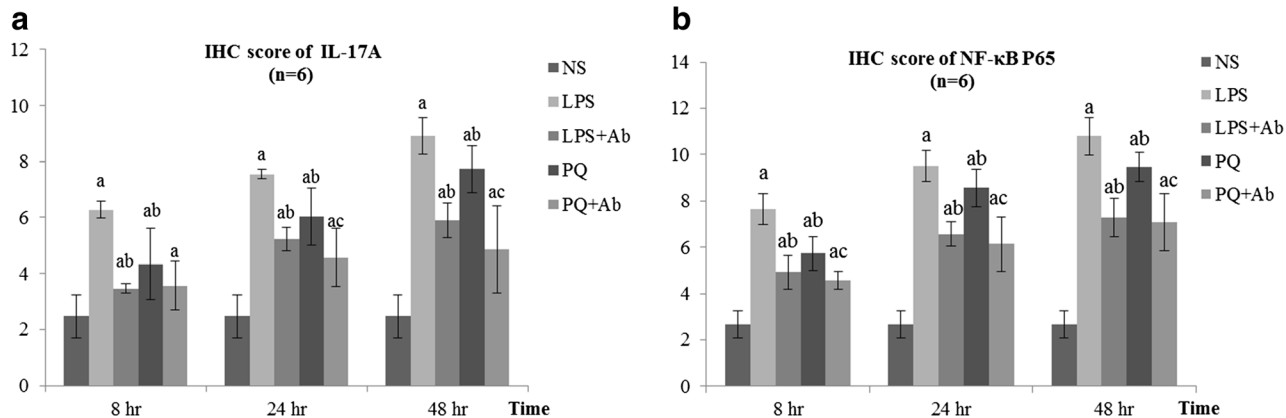 a
IHC score of IL-17A
(n=6)
12
10
8
6
4
2
0
a
ab
ab
a
a
ab
ab
ac
a
ab
ab
ac
8 hr
24 hr
48 hr
Time
NS
LPS
LPS+Ab
PQ
PQ+Ab
b
IHC score of NF-κB P65
(n=6)
14
12
10
8
6
4
2
0
a
ab
ab
ac
a
ab
ab
ac
a
ab
ab
ac
8 hr
24 hr
48 hr
Time
NS
LPS
LPS+Ab
PQ
PQ+Ab